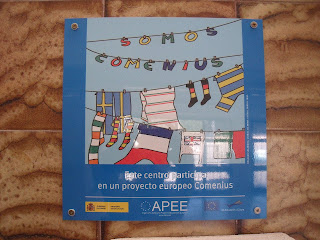 SOMOS
COMENIUS
Este centro participa
en un proyecto europeo Comenius
APEE